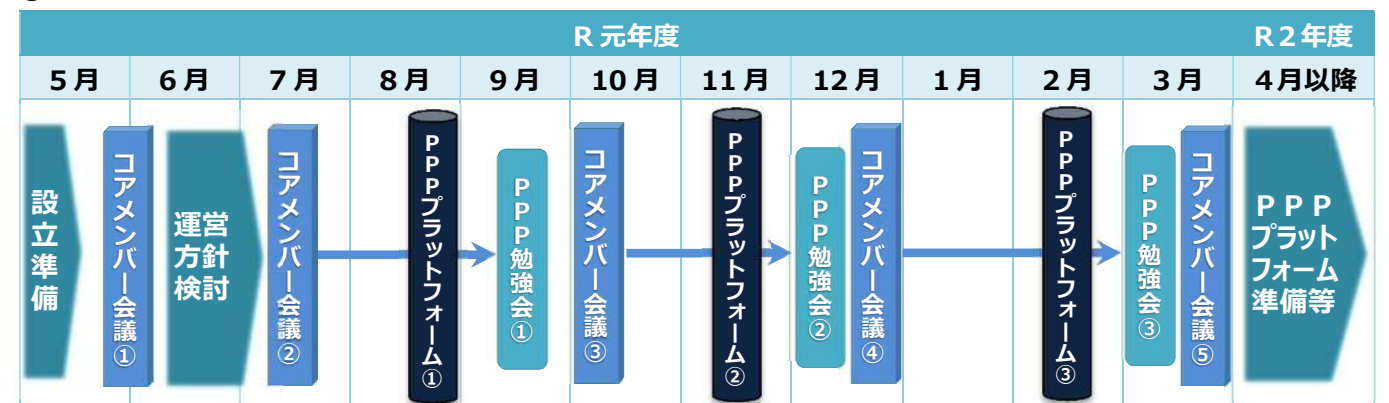 R元年度 R2年度
5月 6月 7月 8月 9月 10月 11月 12月 1月 2月 3月 4月以降
設立準備
コアメンバー会議①
運営
方針
検討
コアメンバー会議②
PPPプラットフォーム①
PPP勉強会①
コアメンバー会議③
PPPプラットフォーム②
PPP勉強会②
コアメンバー会議④
PPPプラットフォーム③
PPP勉強会③
コアメンバー会議⑤
PPP
プラット
フォーム
準備等